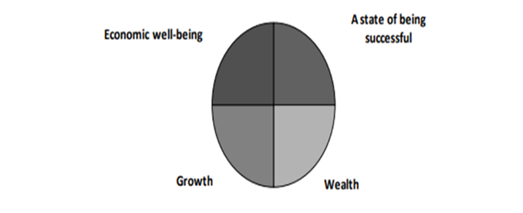 Economic well-being
A state of being
successful
Growth
Wealth